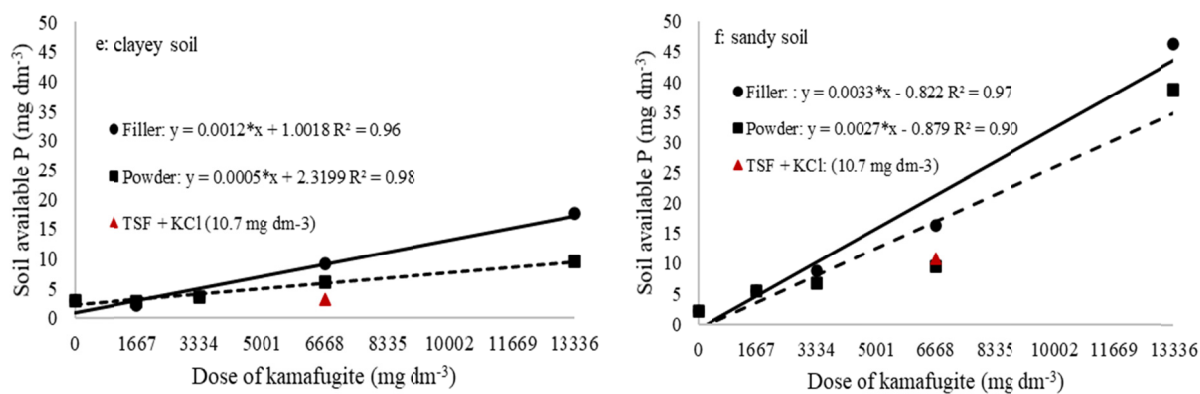 e: clayey soil
Soil available P (mg dm-3)
50
45
40
35
30
25
20
15
10
5
0
Filler: y = 0.0012*x + 1.0018 R² = 0.96
Powder: y = 0.0005*x + 2.3199 R² = 0.98
TSF + KCl (10.7 mg dm-3)
0 1667 3334 5001 6668 8335 10002 11669 13336
Dose of kamafugite (mg dm-3)
f: sandy soil
Soil available P (mg dm-3)
50
45
40
35
30
25
20
15
10
5
0
Filler: : y = 0.0033*x - 0.822 R² = 0.97
Powder: y = 0.0027*x - 0.879 R² = 0.90
TSF + KCl: (10.7 mg dm-3)
0 1667 3334 5001 6668 8335 10002 11669 13336
Dose of kamafugite (mg dm-3)